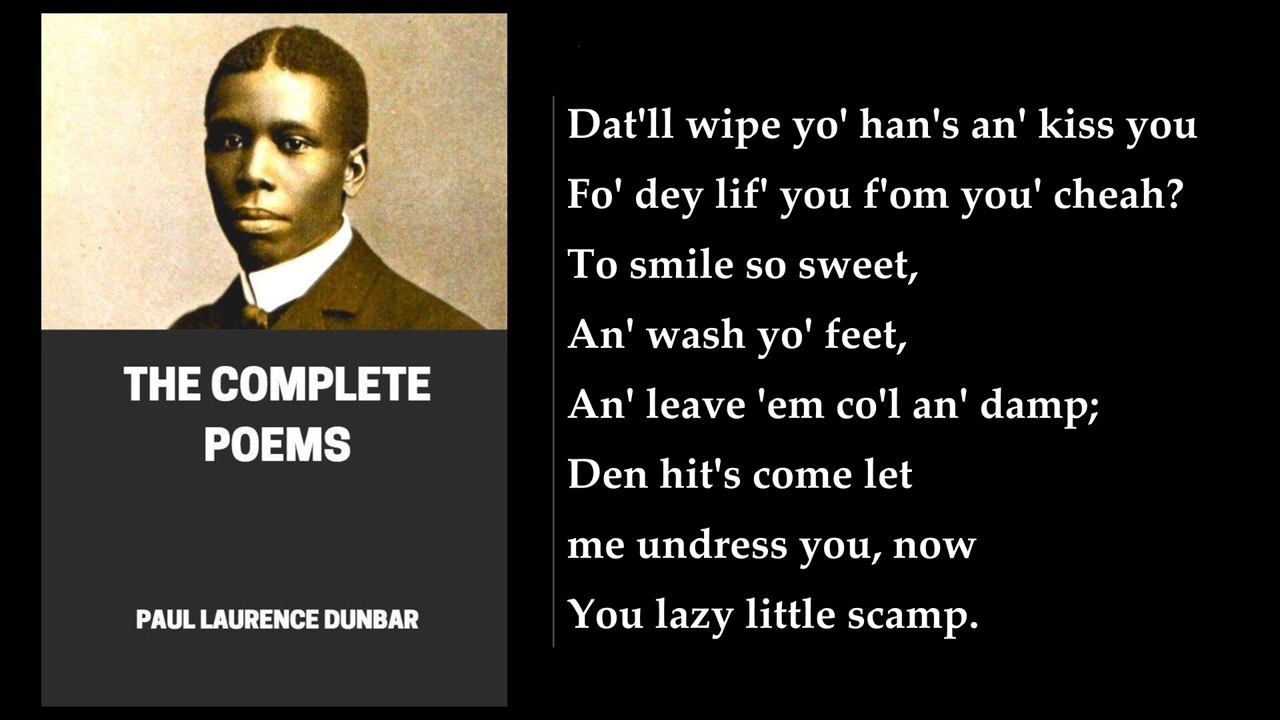 THE COMPLETE
POEMS
PAUL LAURENCE DUNBAR
Dat'll wipe yo' han's an' kiss you
Fo' dey lif' you f'om you' cheah?
To smile so sweet,
An' wash yo' feet,
An' leave 'em co'l an' damp;
Den hit's come let
me undress you, now
You lazy little scamp.